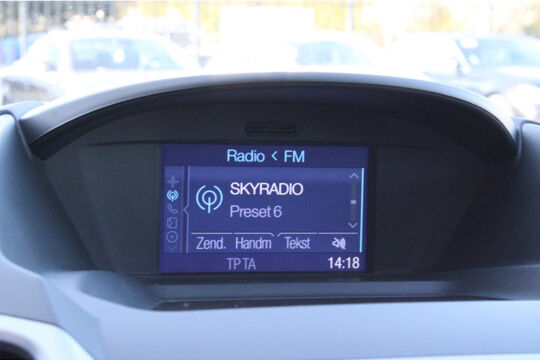 Radio < FM
SKYRADIO
Preset 6
Zend. Handm Tekst
TP TA 14:18